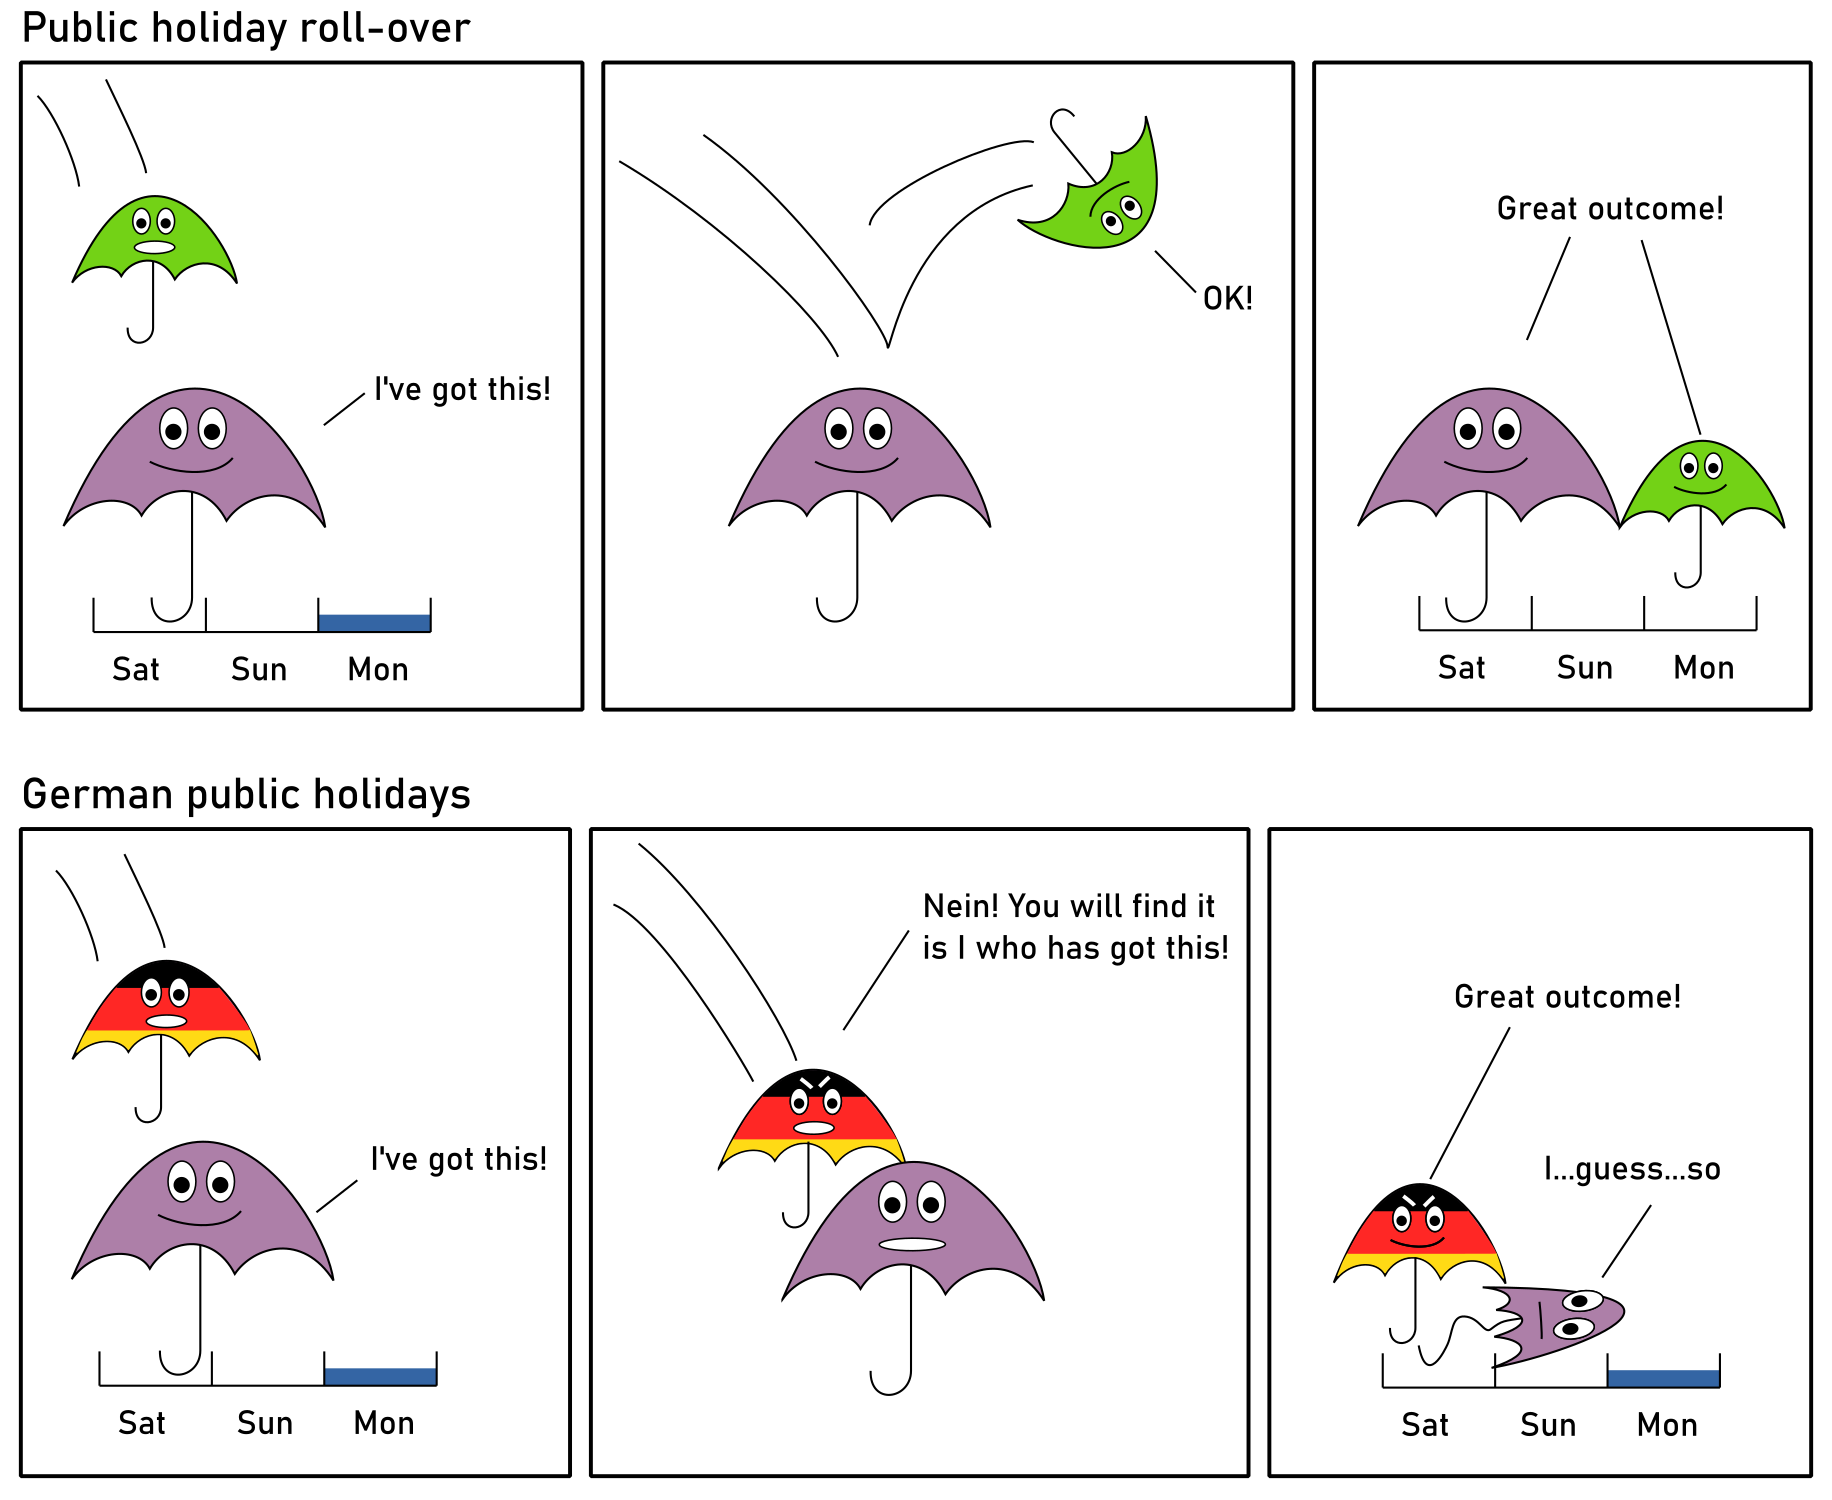 Public holiday roll-over
I've got this!
Sat Sun Mon
OK!
Great outcome!
Sat Sun Mon
German public holidays
I've got this!
Sat Sun Mon
Nein! You will find it
is I who has got this!
Great outcome!
I...guess...so
Sat Sun Mon